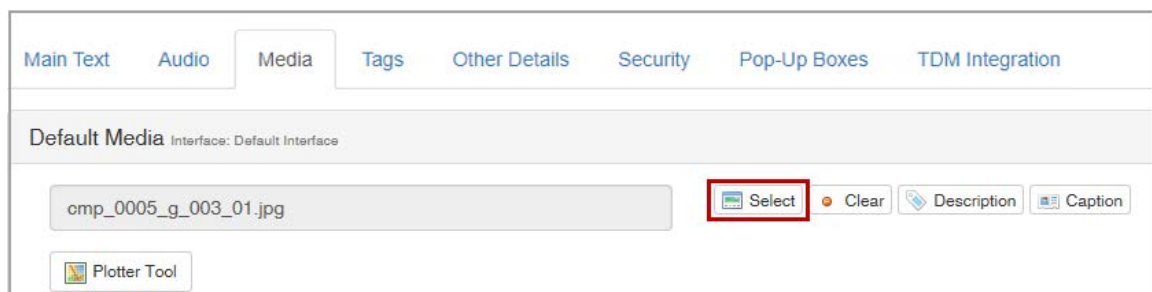 Main Text Audio Media Tags Other Details Security Pop-Up Boxes TDM Integration
Default Media Interface: Default Interface
cmp_0005_g_003_01.jpg Select Clear Description Caption
Plotter Tool